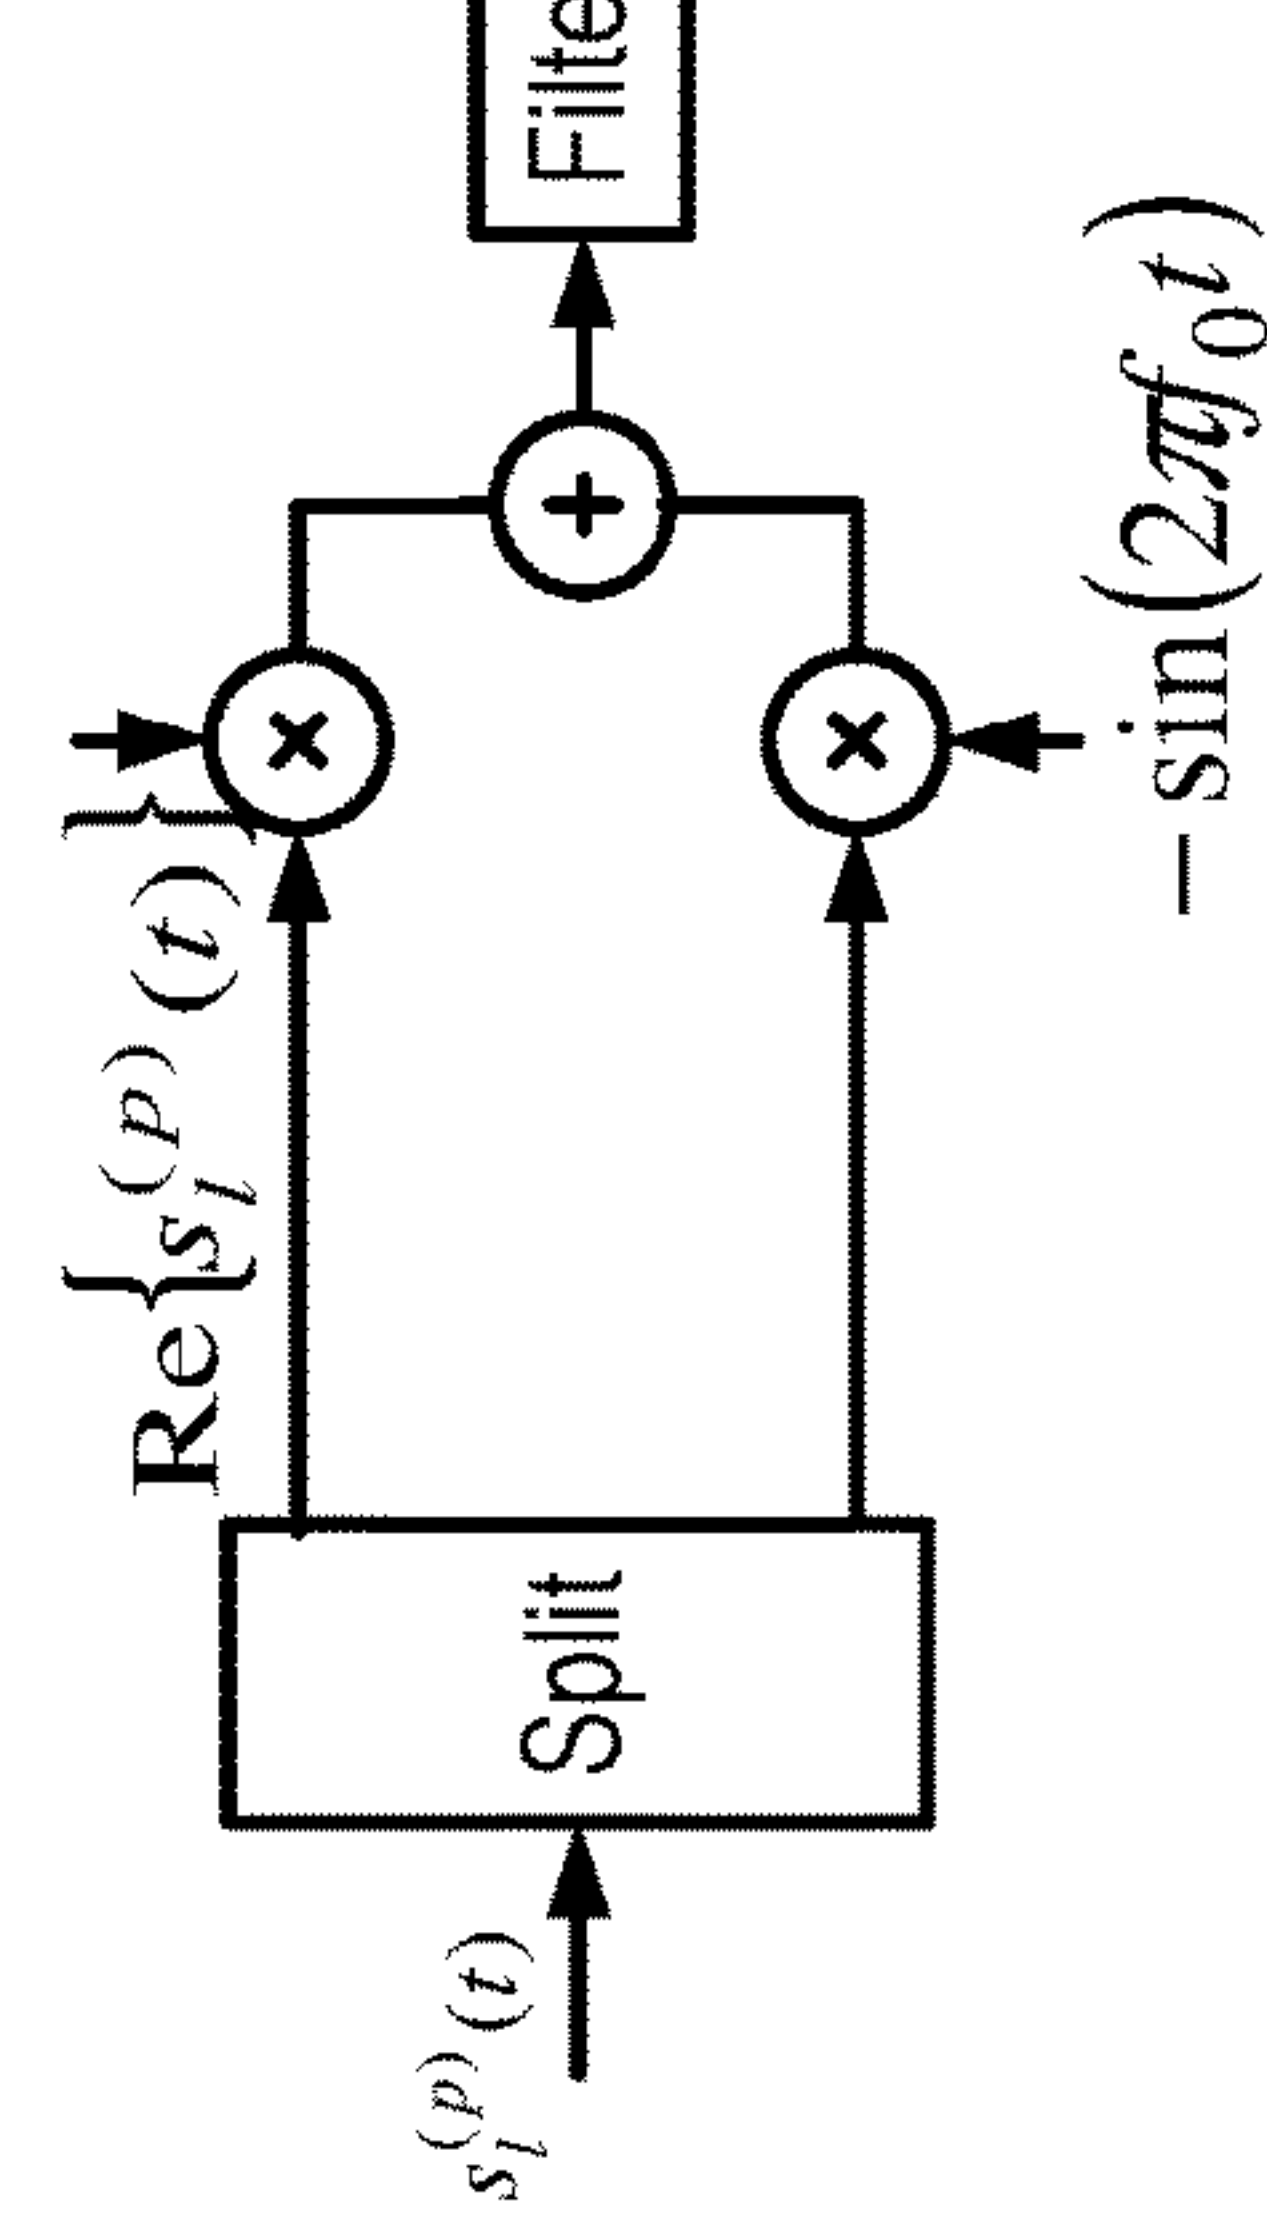 Re{s_l^(p)(t)}
s_l^(p)(t)
Split
Filte
−sin(2πf_0t)